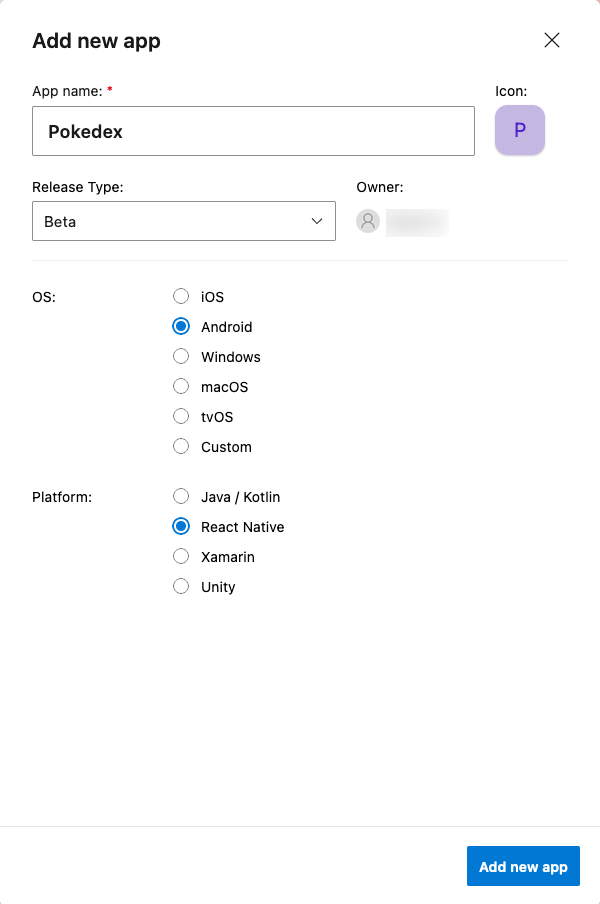 Add new app
App name: *
Icon:
Pokedex
P
Release Type:
Owner:
Beta
OS:
iOS
Android
Windows
macOS
tvOS
Custom
Platform:
Java / Kotlin
React Native
Xamarin
Unity
Add new app